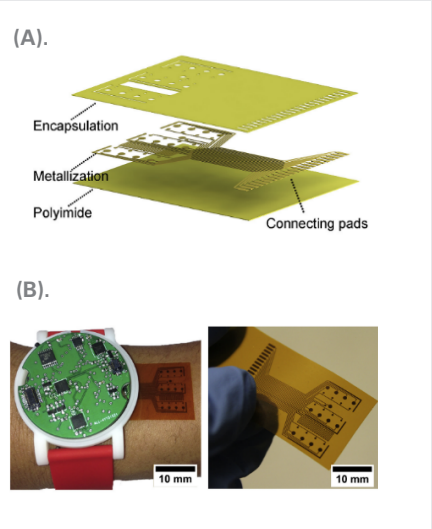 (A).
Encapsulation
Metallization
Polyimide
Connecting pads
(B).
10 mm
10 mm